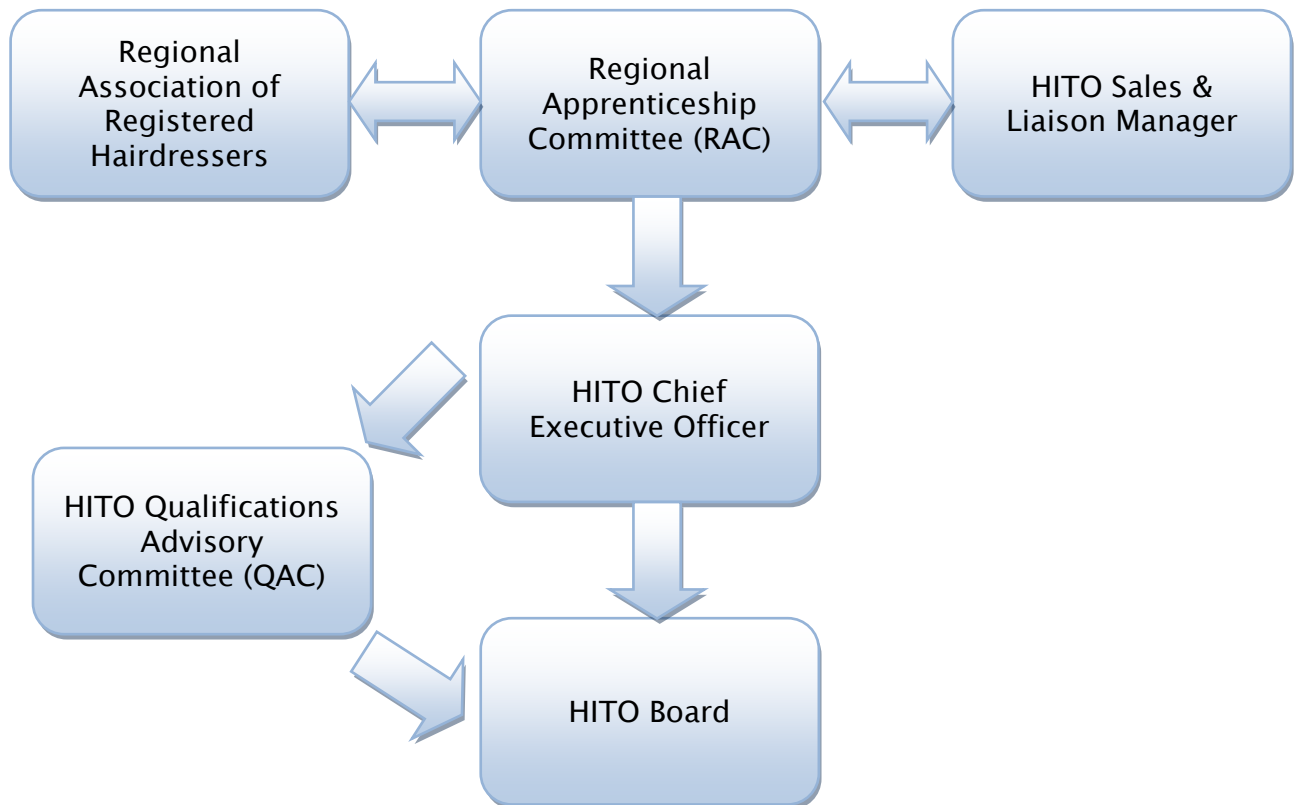 Regional
Association of
Registered
Hairdressers
Regional
Apprenticeship
Committee (RAC)
HITO Sales &
Liaison Manager
HITO Chief
Executive Officer
HITO Qualifications
Advisory
Committee (QAC)
HITO Board